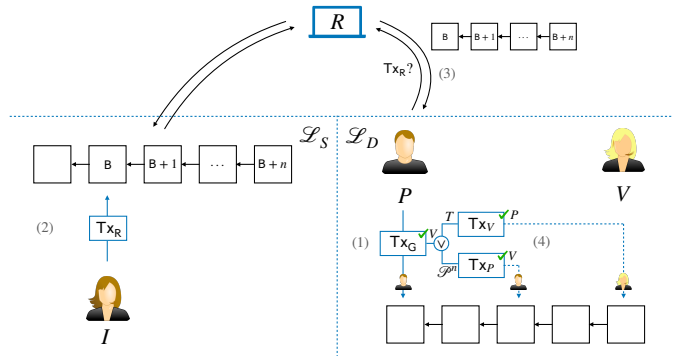 R
B B + 1 ⋯ B + n
Tx_R?
(3)
ℒ_S ℒ_D
B B + 1 ⋯ B + n
P V
(2)
Tx_R
T Tx_V P
(1) Tx_G V ∨ (4)
𝒫^n Tx_P V
I